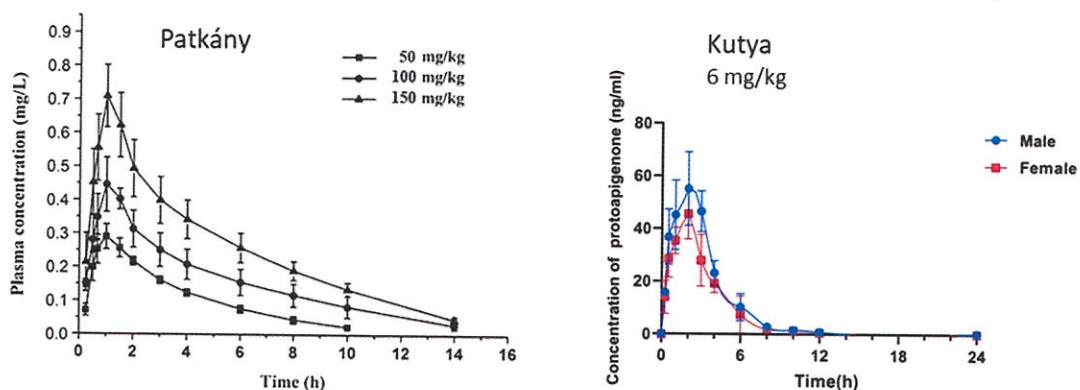 Patkány
50 mg/kg
100 mg/kg
150 mg/kg
Plasma concentration (mg/L)
0.9
0.8
0.7
0.6
0.5
0.4
0.3
0.2
0.1
0.0
0 2 4 6 8 10 12 14 16
Time (h)
Kutya
6 mg/kg
Concentration of protoapigenone (ng/ml)
80
60
40
20
0
0 6 12 18 24
Time(h)
Male
Female